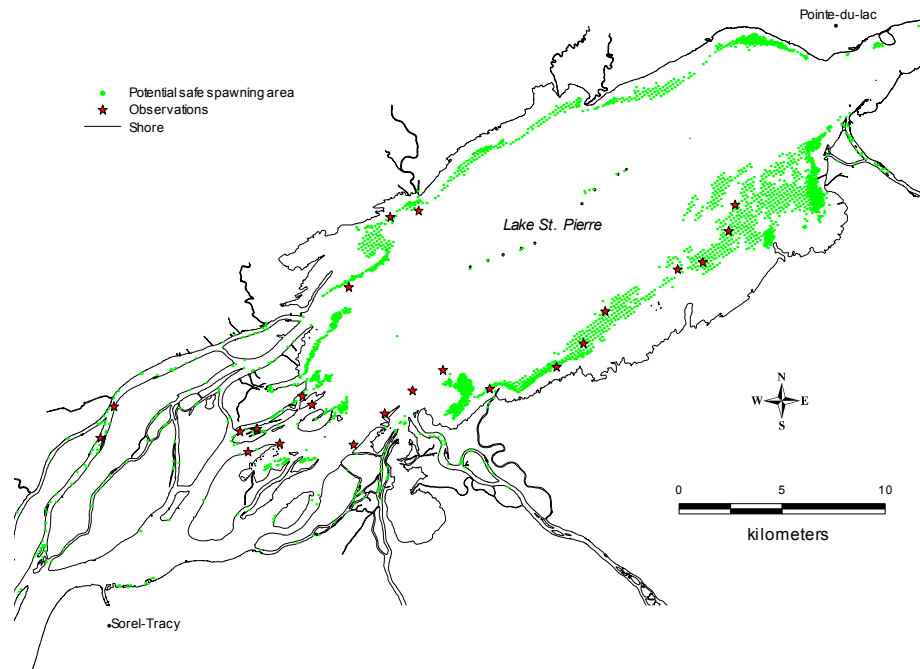 Pointe-du-lac
Potential safe spawning area
Observations
Shore
Lake St. Pierre
N
W E
S
0 5 10
kilometers
Sorel-Tracy